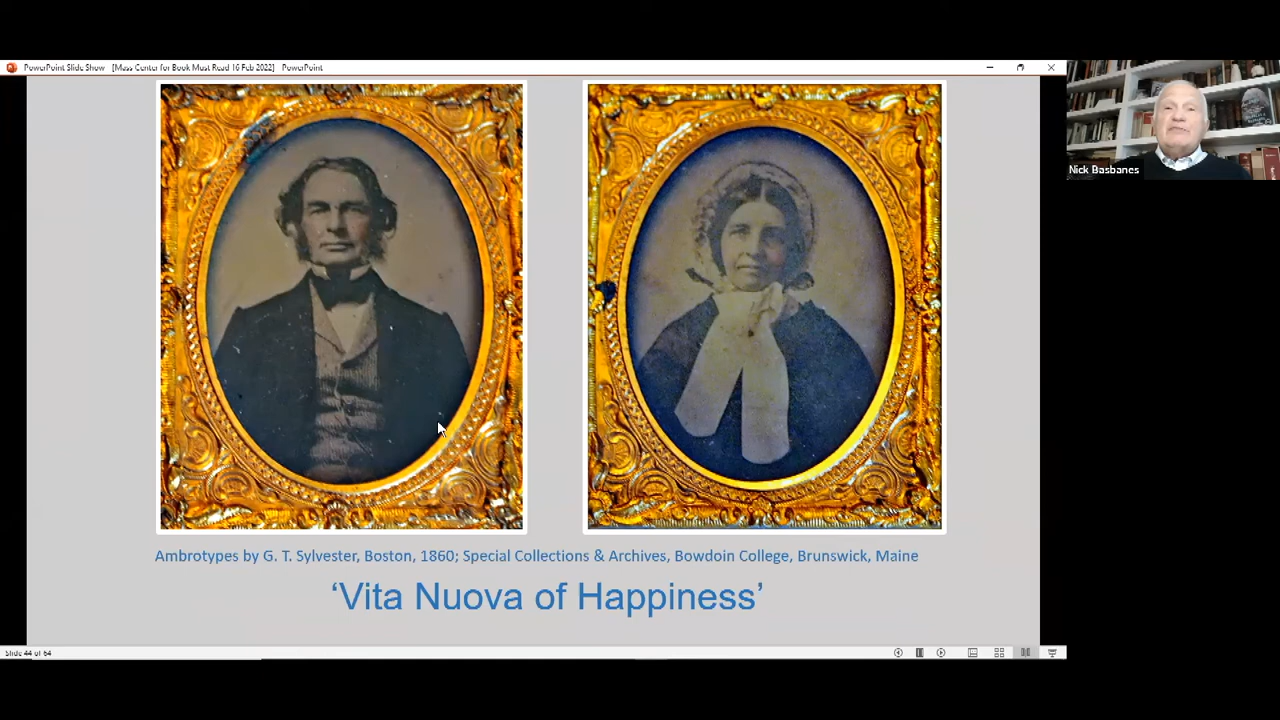 PowerPoint Slide Show - [Mass Center for Book Must Read 16 Feb 2022] - PowerPoint
Nick Basbanes
Ambrotypes by G. T. Sylvester, Boston, 1860; Special Collections & Archives, Bowdoin College, Brunswick, Maine
‘Vita Nuova of Happiness’
Slide 44 of 64